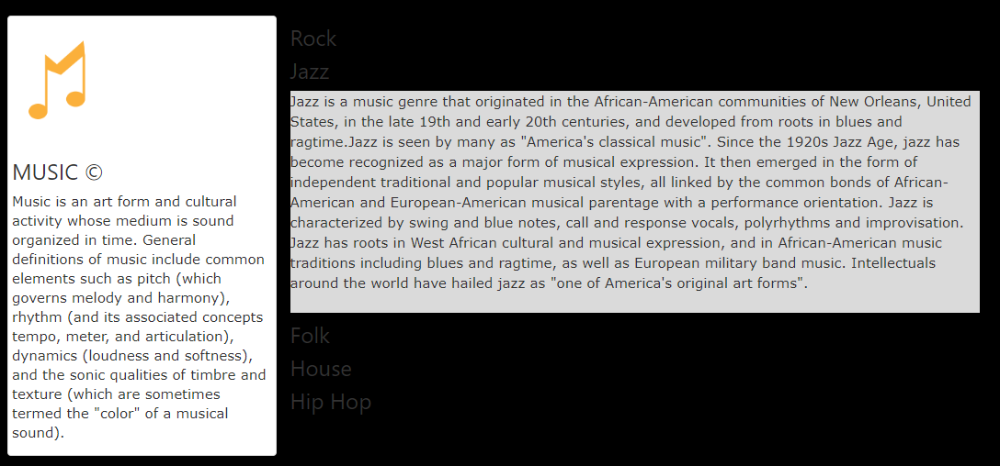 MUSIC ©
Music is an art form and cultural
activity whose medium is sound
organized in time. General
definitions of music include common
elements such as pitch (which
governs melody and harmony),
rhythm (and its associated concepts
tempo, meter, and articulation),
dynamics (loudness and softness),
and the sonic qualities of timbre and
texture (which are sometimes
termed the "color" of a musical
sound).
Rock
Jazz
Jazz is a music genre that originated in the African-American communities of New Orleans, United
States, in the late 19th and early 20th centuries, and developed from roots in blues and
ragtime.Jazz is seen by many as "America's classical music". Since the 1920s Jazz Age, jazz has
become recognized as a major form of musical expression. It then emerged in the form of
independent traditional and popular musical styles, all linked by the common bonds of African-
American and European-American musical parentage with a performance orientation. Jazz is
characterized by swing and blue notes, call and response vocals, polyrhythms and improvisation.
Jazz has roots in West African cultural and musical expression, and in African-American music
traditions including blues and ragtime, as well as European military band music. Intellectuals
around the world have hailed jazz as "one of America's original art forms".
Folk
House
Hip Hop